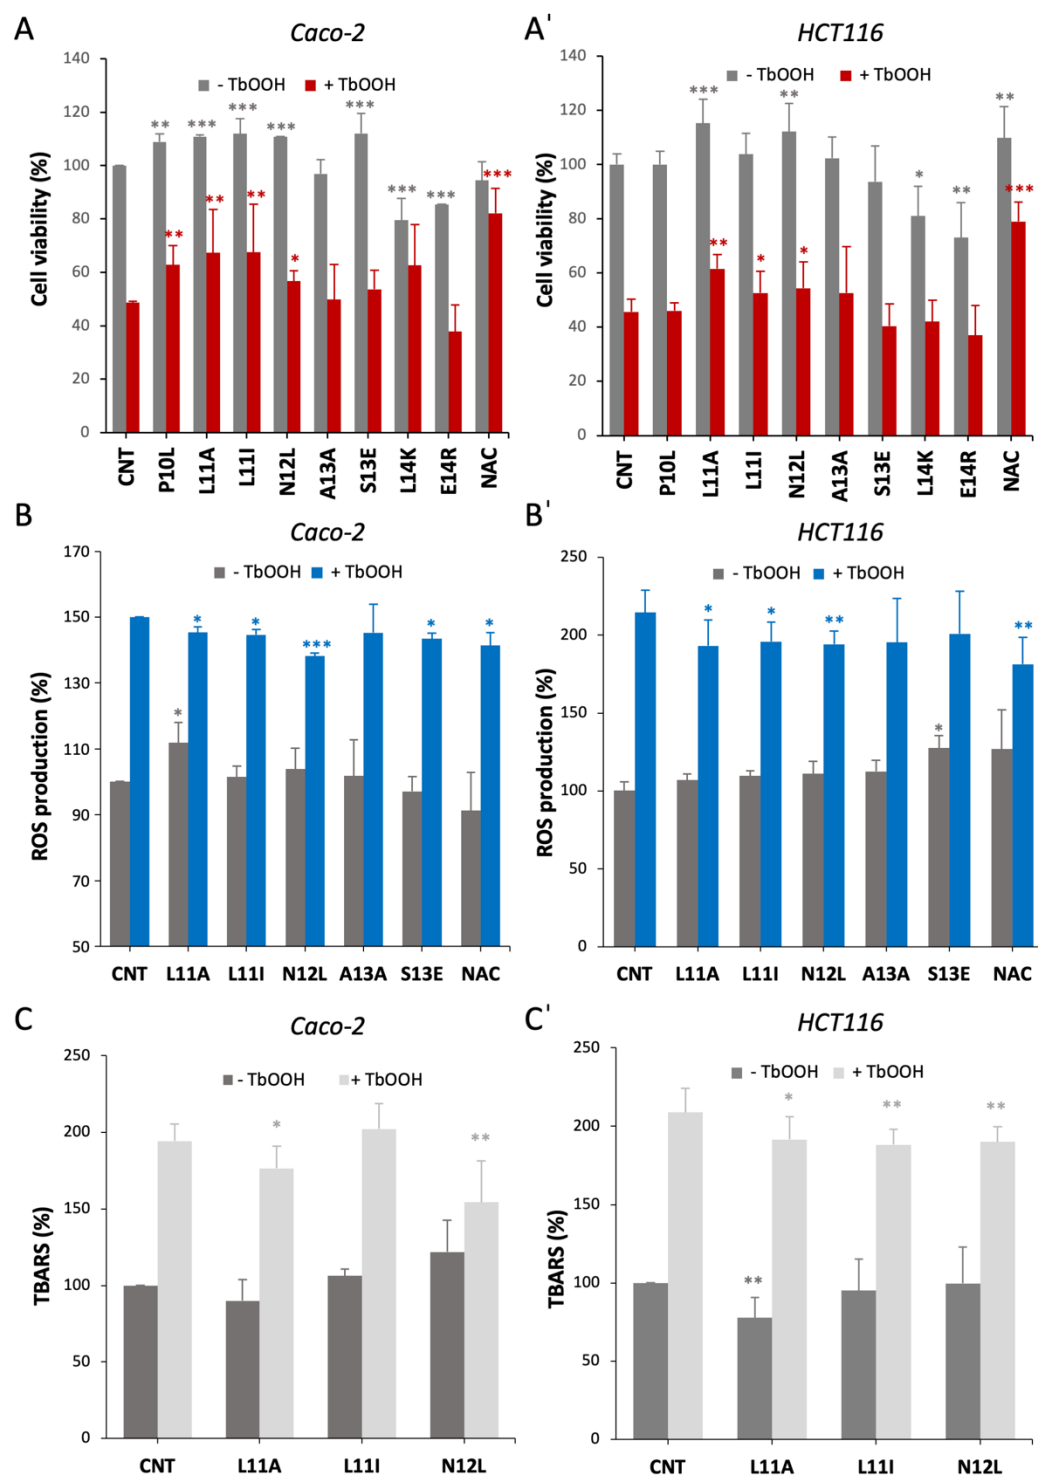 A
Caco-2
- TbOOH + TbOOH
Cell viability (%)
140
120
100
80
60
40
20
0
** *** *** *** *** *** ***
** ** ** * ***
CNT P10L L11A L11I N12L A13A S13E L14K E14R NAC
A'
HCT116
- TbOOH + TbOOH
Cell viability (%)
140
120
100
80
60
40
20
0
*** ** * ** **
** * * ***
CNT P10L L11A L11I N12L A13A S13E L14K E14R NAC
B
Caco-2
- TbOOH + TbOOH
ROS production (%)
170
150
130
110
90
70
50
* * *** * *
*
CNT L11A L11I N12L A13A S13E NAC
B'
HCT116
- TbOOH + TbOOH
ROS production (%)
250
200
150
100
50
0
* * ** **
*
CNT L11A L11I N12L A13A S13E NAC
C
Caco-2
- TbOOH + TbOOH
TBARS (%)
250
200
150
100
50
0
* **
CNT L11A L11I N12L
C'
HCT116
- TbOOH + TbOOH
TBARS (%)
250
200
150
100
50
0
* ** **
**
CNT L11A L11I N12L